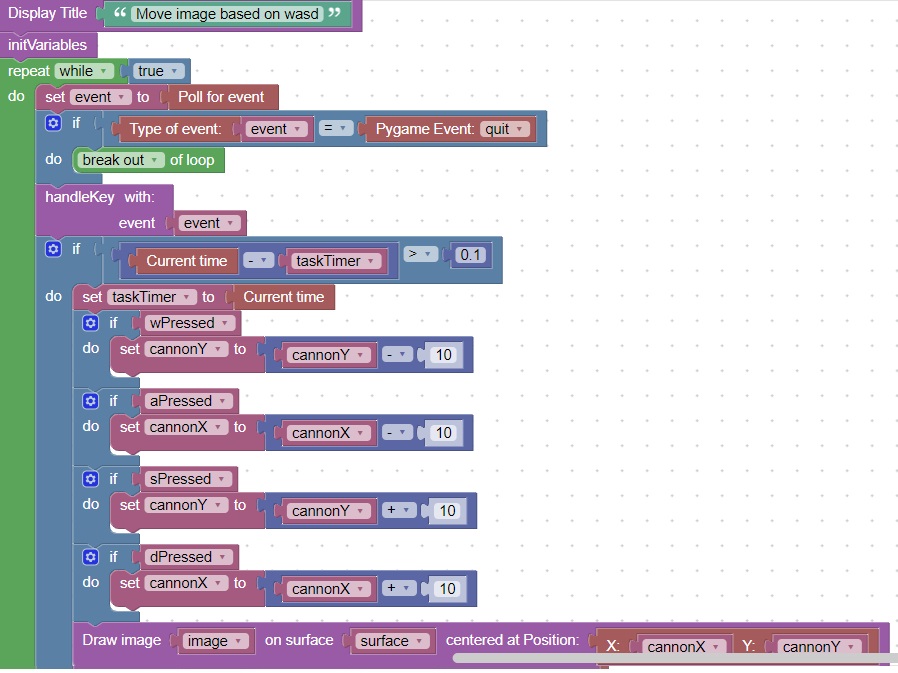 Display Title “ Move image based on wasd ”
initVariables
repeat while true
do set event to Poll for event
if Type of event: event = Pygame Event: quit
do break out of loop
handleKey with:
event event
if Current time - taskTimer > 0.1
do set taskTimer to Current time
if wPressed
do set cannonY to cannonY - 10
if aPressed
do set cannonX to cannonX - 10
if sPressed
do set cannonY to cannonY + 10
if dPressed
do set cannonX to cannonX + 10
Draw image image on surface surface centered at Position: X: cannonX Y: cannonY